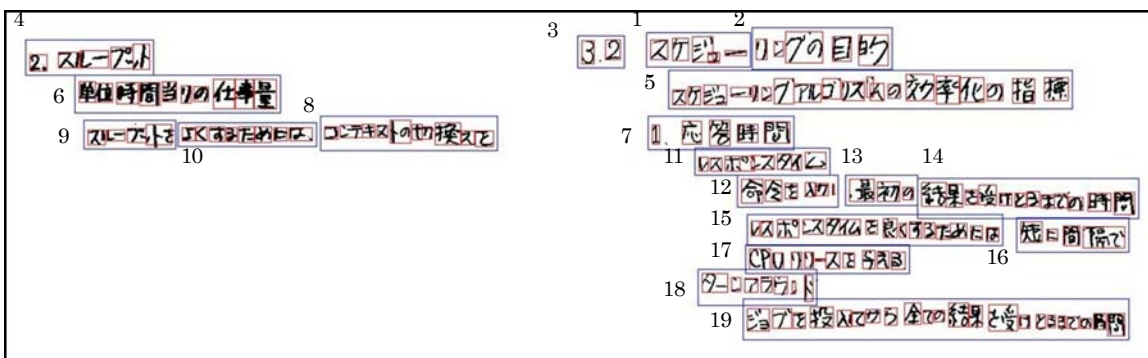 3.2 スケジューリングの目的
スケジューリングアルゴリズムの効率化の指標
1. 応答時間
レスポンスタイム
命令を入力し、最初の結果を受けとるまでの時間
レスポンスタイムを良くするためには 短い間隔で
CPUリソースを与える
ターンアラウンド
ジョブを投入してから全ての結果を受けとるまでの時間
2. スループット
単位時間当りの仕事量
スループットをよくするためには、コンテキストの切換えを
1
2
3
4
5
6
7
8
9
10
11
12
13
14
15
16
17
18
19